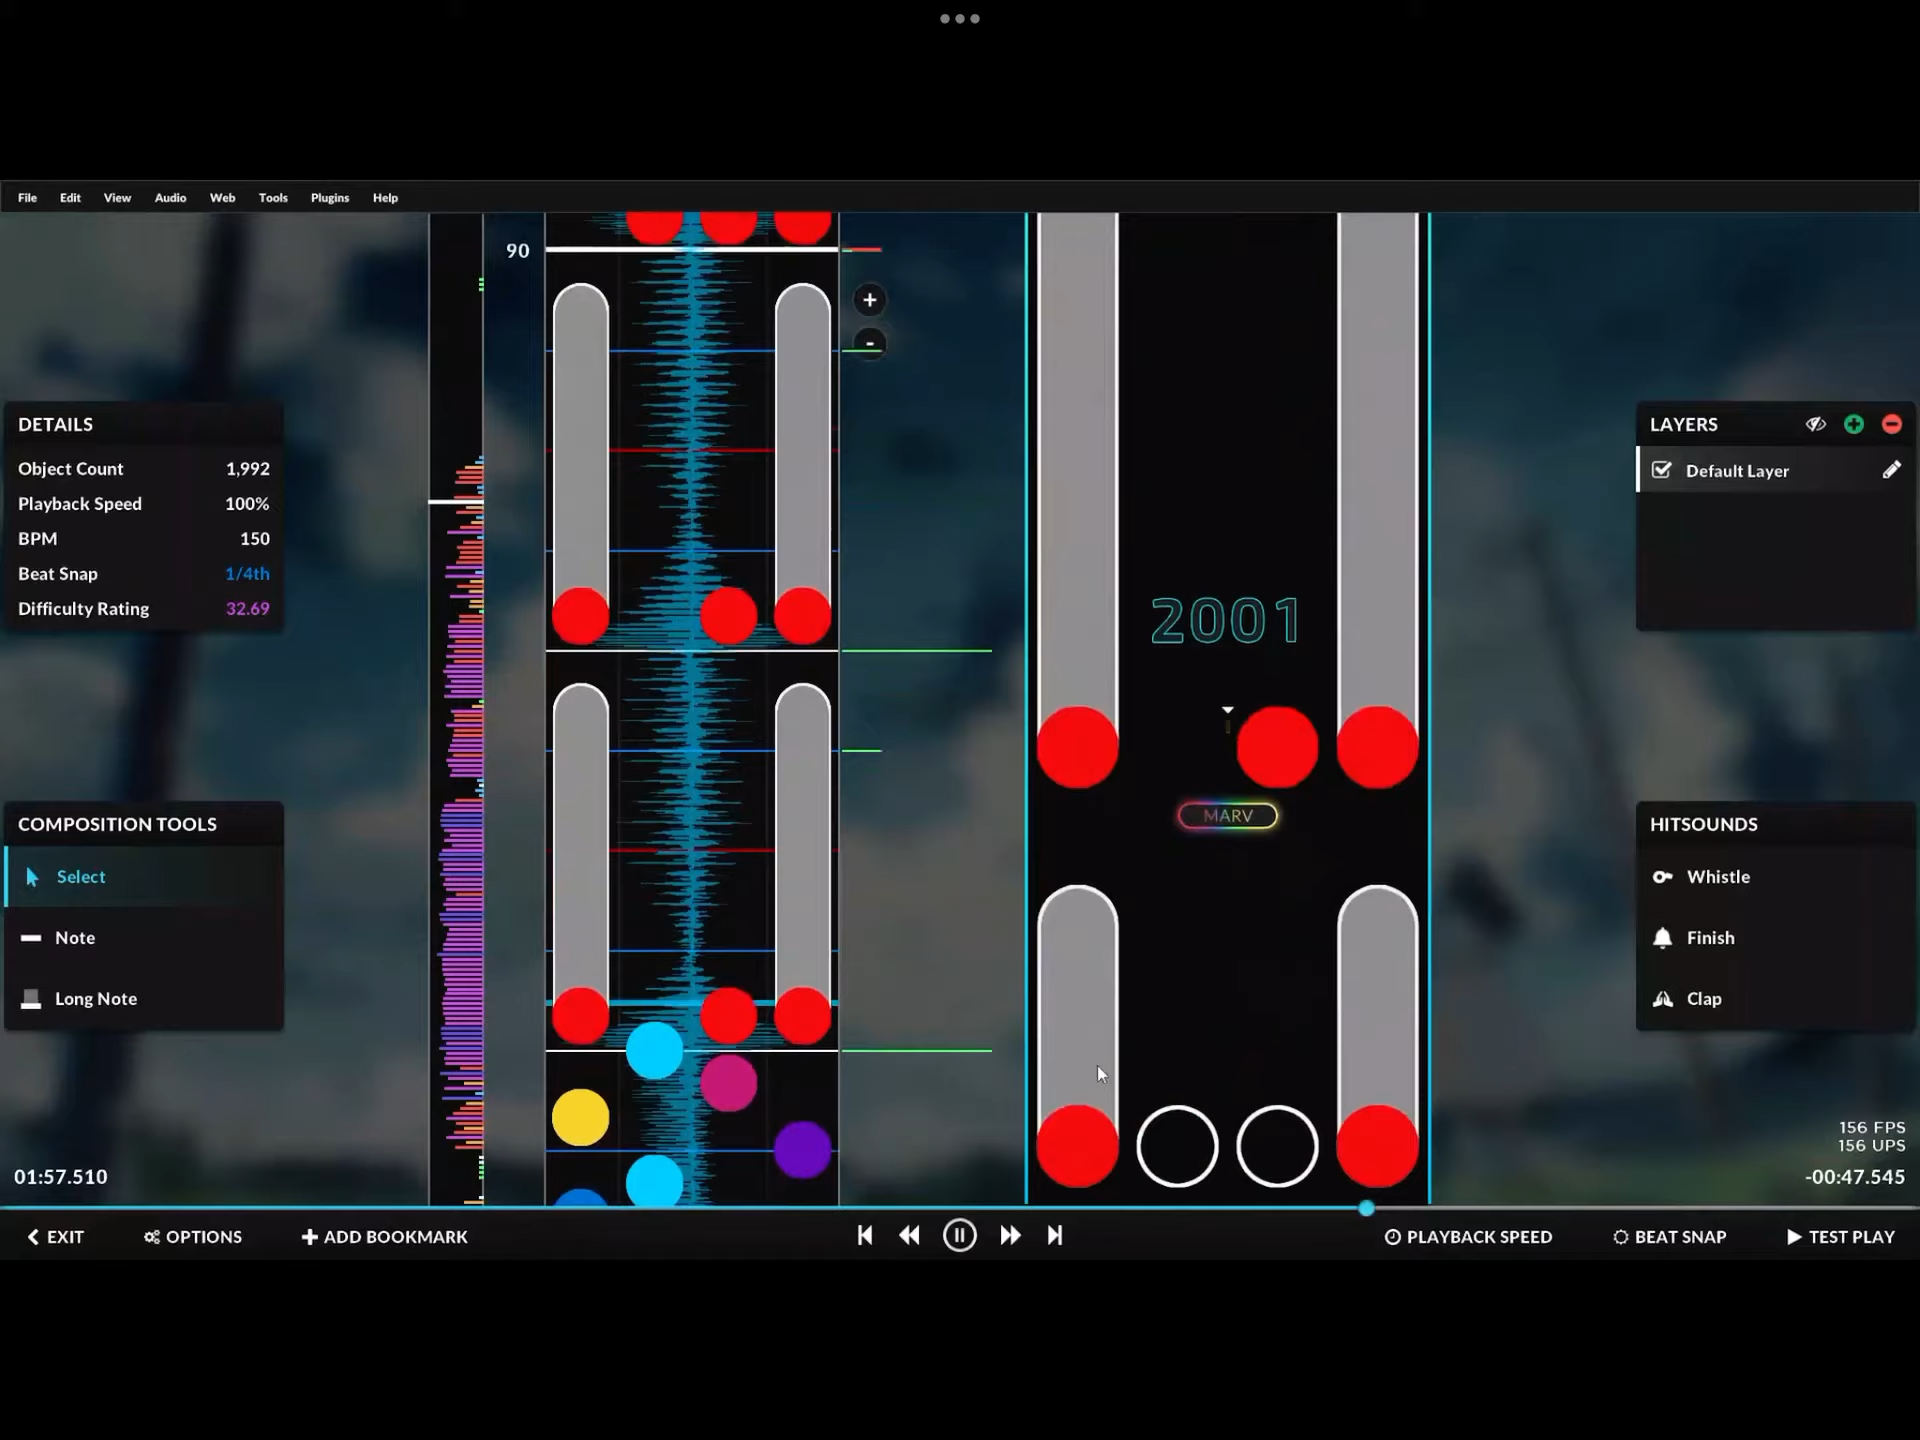 File Edit View Audio Web Tools Plugins Help
90
+
-
DETAILS
Object Count 1,992
Playback Speed 100%
BPM 150
Beat Snap 1/4th
Difficulty Rating 32.69
LAYERS
Default Layer
2001
MARV
COMPOSITION TOOLS
Select
Note
Long Note
HITSOUNDS
Whistle
Finish
Clap
156 FPS
156 UPS
01:57.510
-00:47.545
EXIT OPTIONS ADD BOOKMARK PLAYBACK SPEED BEAT SNAP TEST PLAY